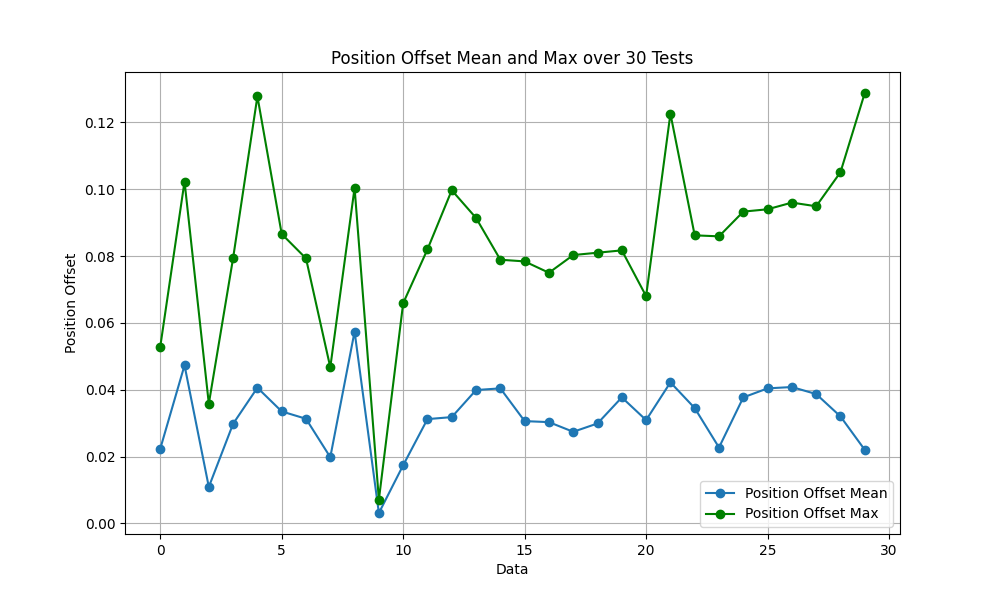 Position Offset Mean and Max over 30 Tests
Position Offset
0.12
0.10
0.08
0.06
0.04
0.02
0.00
0 5 10 15 20 25 30
Data
Position Offset Mean
Position Offset Max